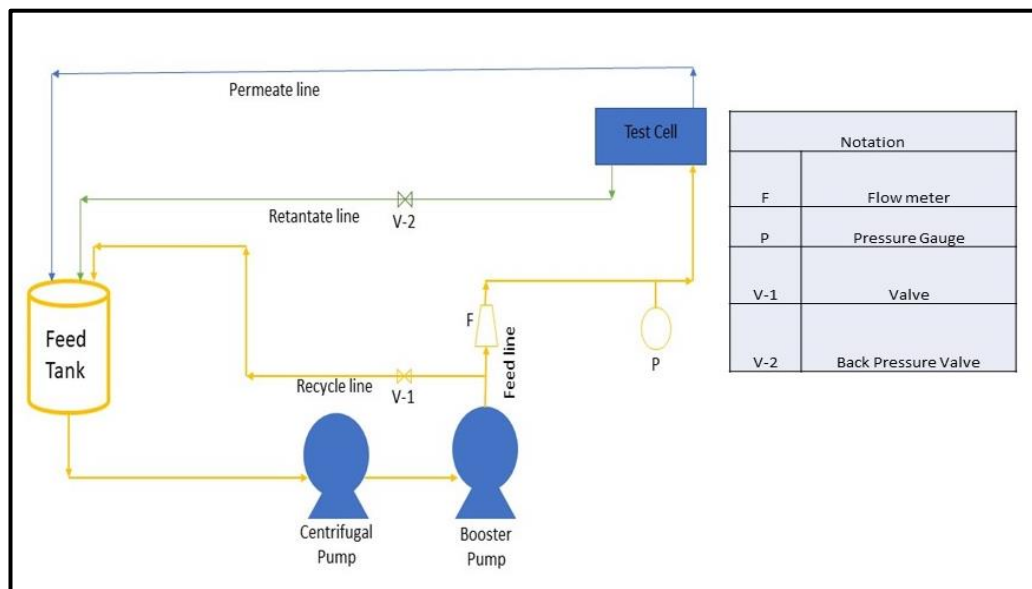 Permeate line
Test Cell
Retantate line
V-2
Feed
Tank
F
Feed line
P
Recycle line
V-1
Centrifugal
Pump
Booster
Pump
Notation
F Flow meter
P Pressure Gauge
V-1 Valve
V-2 Back Pressure Valve